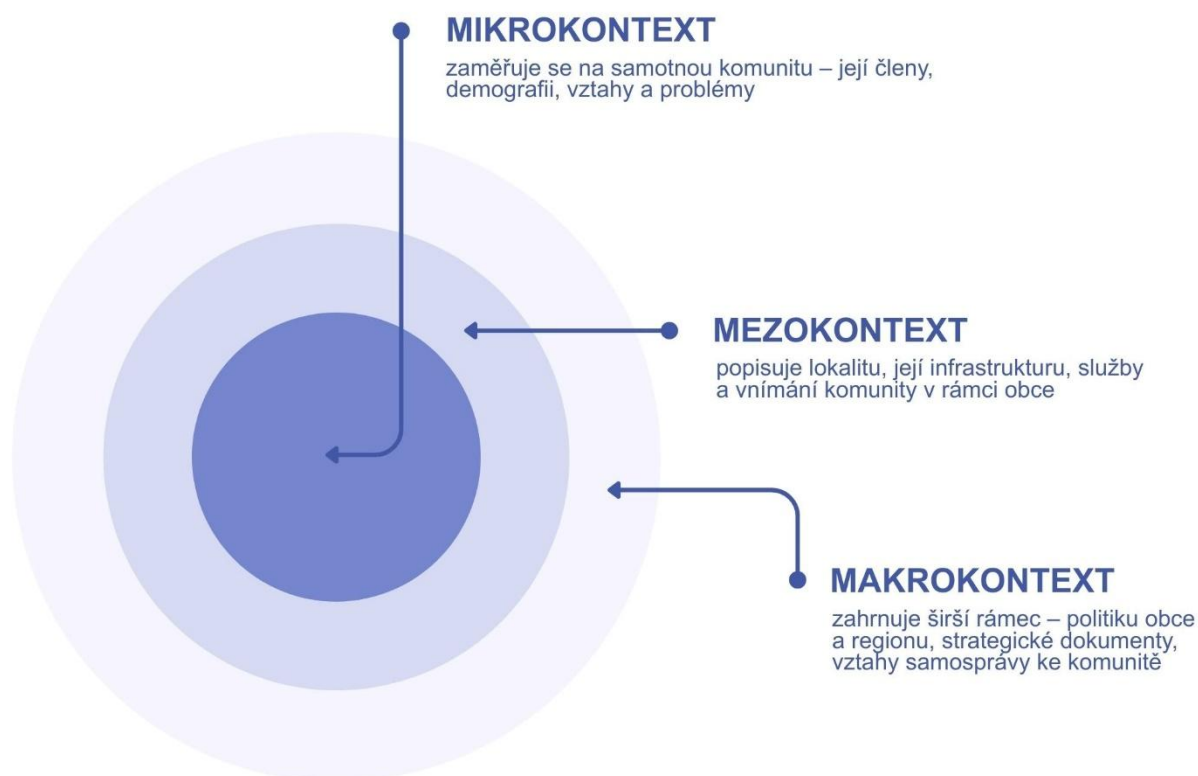 MIKROKONTEXT
zaměřuje se na samotnou komunitu – její členy,
demografii, vztahy a problémy
MEZOKONTEXT
popisuje lokalitu, její infrastrukturu, služby
a vnímání komunity v rámci obce
MAKROKONTEXT
zahrnuje širší rámec – politiku obce
a regionu, strategické dokumenty,
vztahy samosprávy ke komunitě